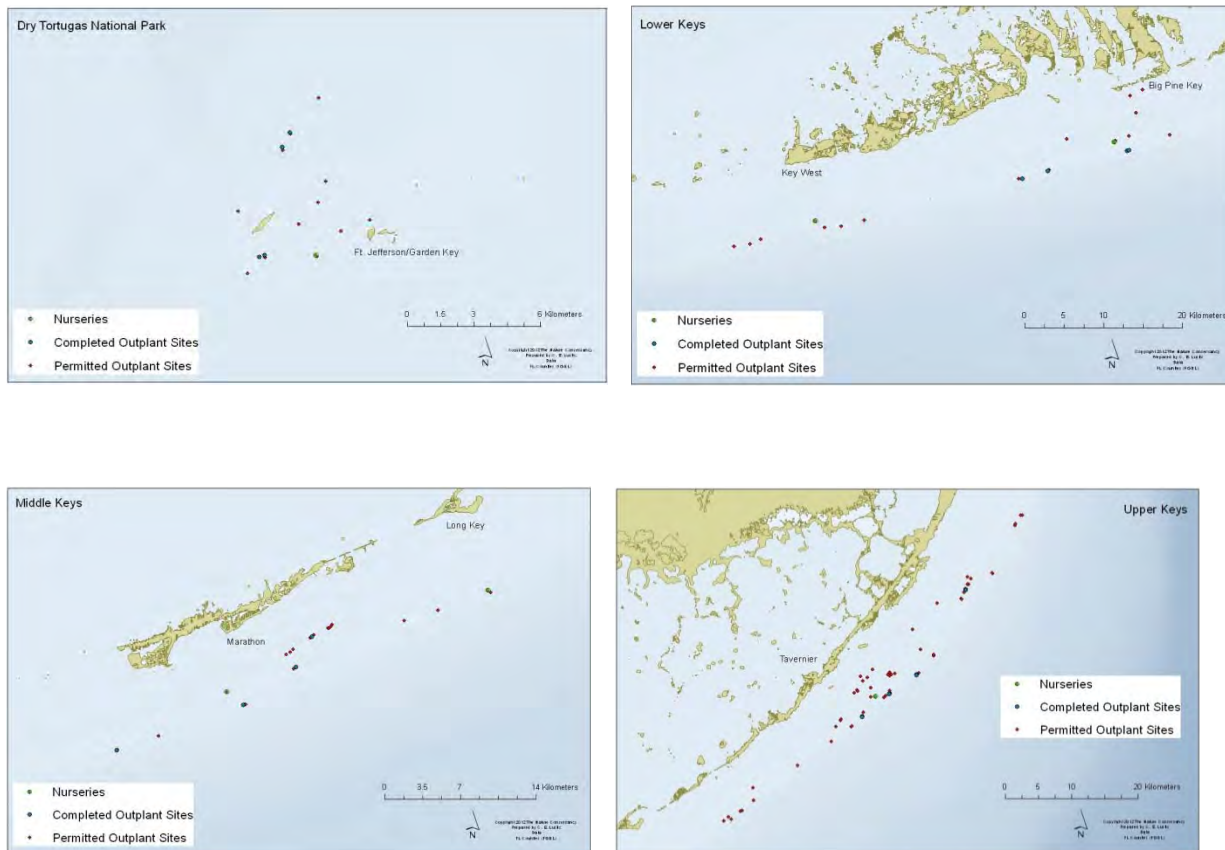 Dry Tortugas National Park
Ft. Jefferson/Garden Key
Nurseries
Completed Outplant Sites
Permitted Outplant Sites
0 1.5 3 6 Kilometers
N
Lower Keys
Big Pine Key
Key West
Nurseries
Completed Outplant Sites
Permitted Outplant Sites
0 5 10 20 Kilometers
N
Middle Keys
Long Key
Marathon
Nurseries
Completed Outplant Sites
Permitted Outplant Sites
0 3.5 7 14 Kilometers
N
Upper Keys
Tavernier
Nurseries
Completed Outplant Sites
Permitted Outplant Sites
0 5 10 20 Kilometers
N